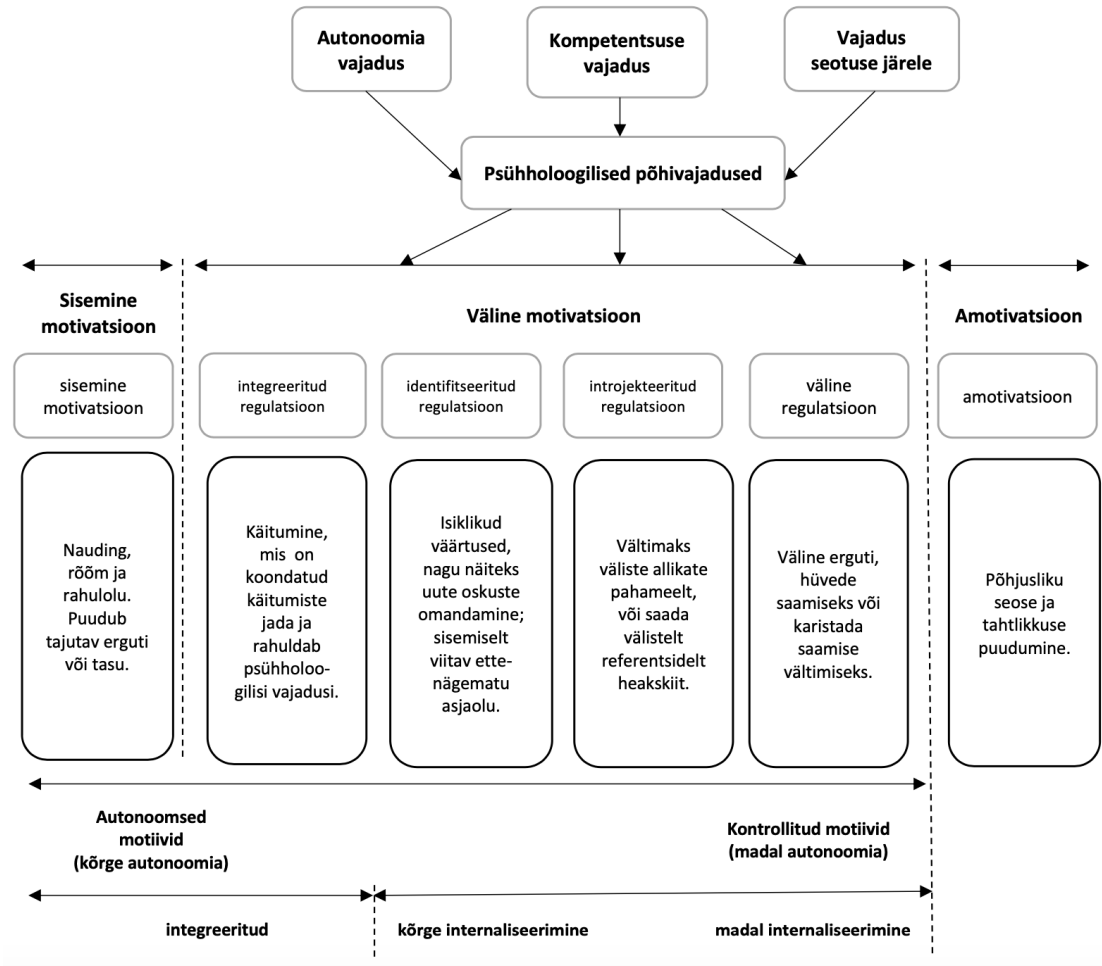 Autonoomia
vajadus
Kompetentsuse
vajadus
Vajadus
seotuse järele
Psühholoogilised põhivajadused
Sisemine
motivatsioon
Väline motivatsioon
Amotivatsioon
sisemine
motivatsioon
integreeritud
regulatsioon
identifitseeritud
regulatsioon
introjekteeritud
regulatsioon
väline
regulatsioon
amotivatsioon
Nauding,
rõõm ja
rahulolu.
Puudub
tajutav erguti
või tasu.
Käitumine,
mis on
koondatud
käitumiste
jada ja
rahuldab
psühholoo-
gilisi vajadusi.
Isiklikud
väärtused,
nagu näiteks
uute oskuste
omandamine;
sisemiselt
viitav ette-
nägematu
asjaolu.
Vältimaks
väliste allikate
pahameelt,
või saada
välistelt
referentsidelt
heakskiit.
Väline erguti,
hüvede
saamiseks või
karistada
saamise
vältimiseks.
Põhjusliku
seose ja
tahtlikkuse
puudumine.
Autonoomsed
motiivid
(kõrge autonoomia)
Kontrollitud motiivid
(madal autonoomia)
integreeritud
kõrge internaliseerimine
madal internaliseerimine